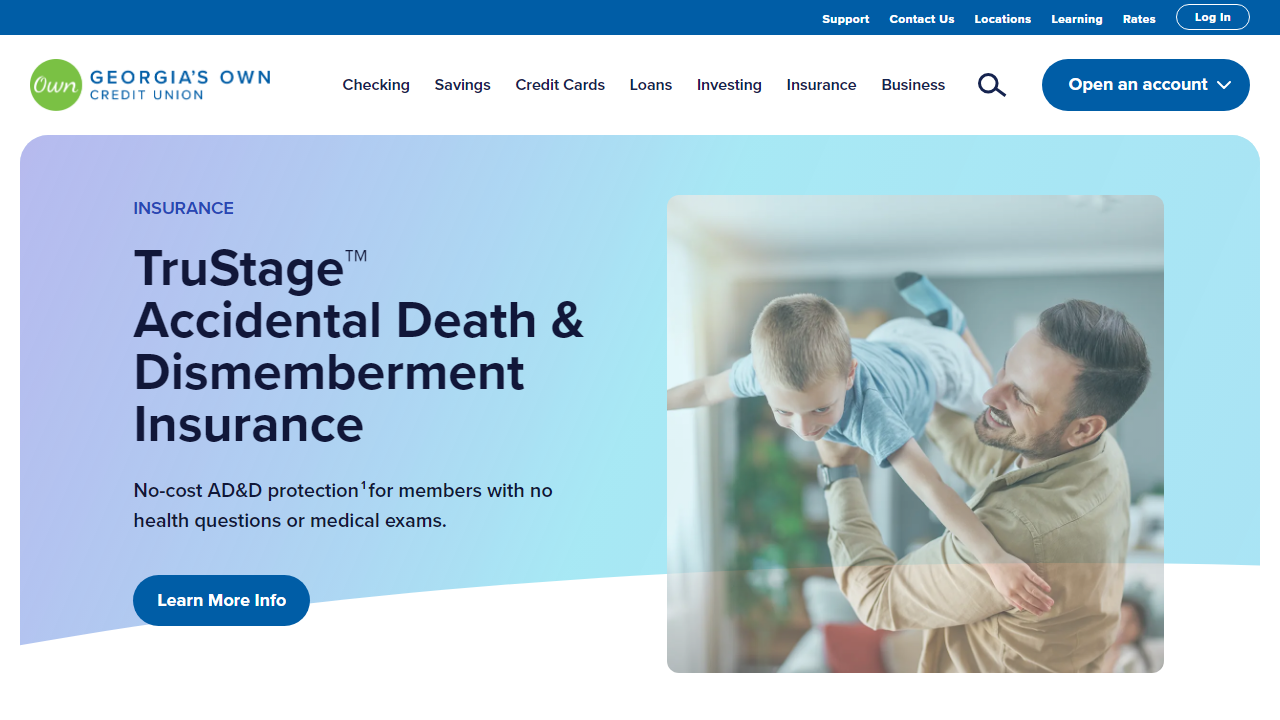 Support Contact Us Locations Learning Rates Log In
Own GEORGIA'S OWN
CREDIT UNION
Checking Savings Credit Cards Loans Investing Insurance Business Open an account
INSURANCE
TruStage™
Accidental Death &
Dismemberment
Insurance
No-cost AD&D protection¹ for members with no
health questions or medical exams.
Learn More Info